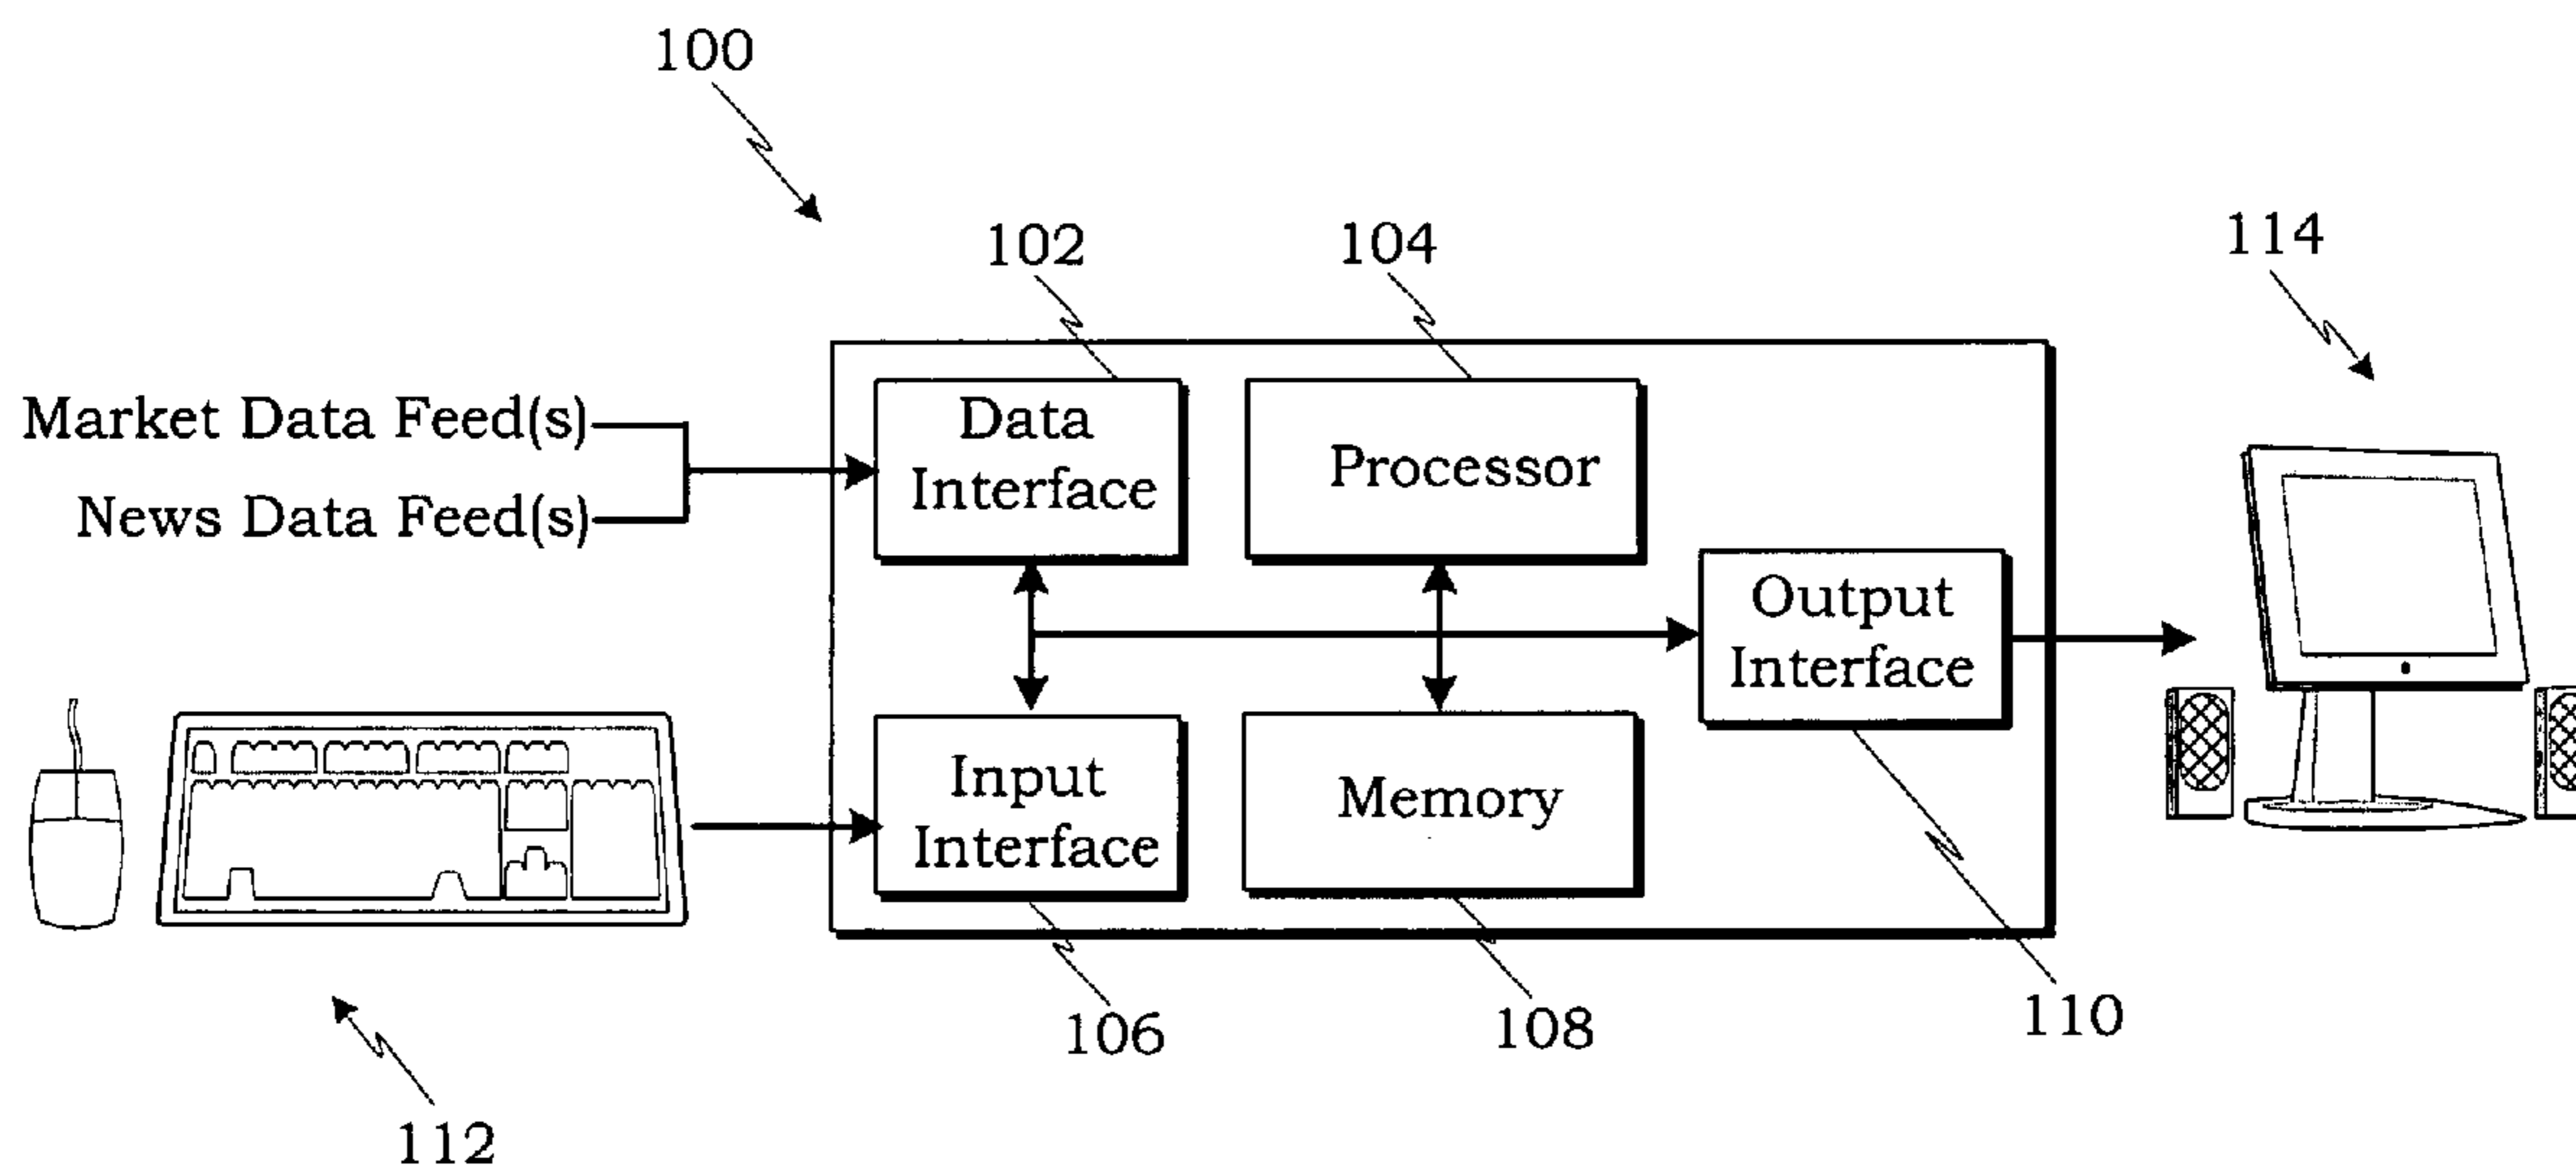 100
102
104
114
Market Data Feed(s)
News Data Feed(s)
Data
Interface
Processor
Output
Interface
Input
Interface
Memory
106
108
110
112